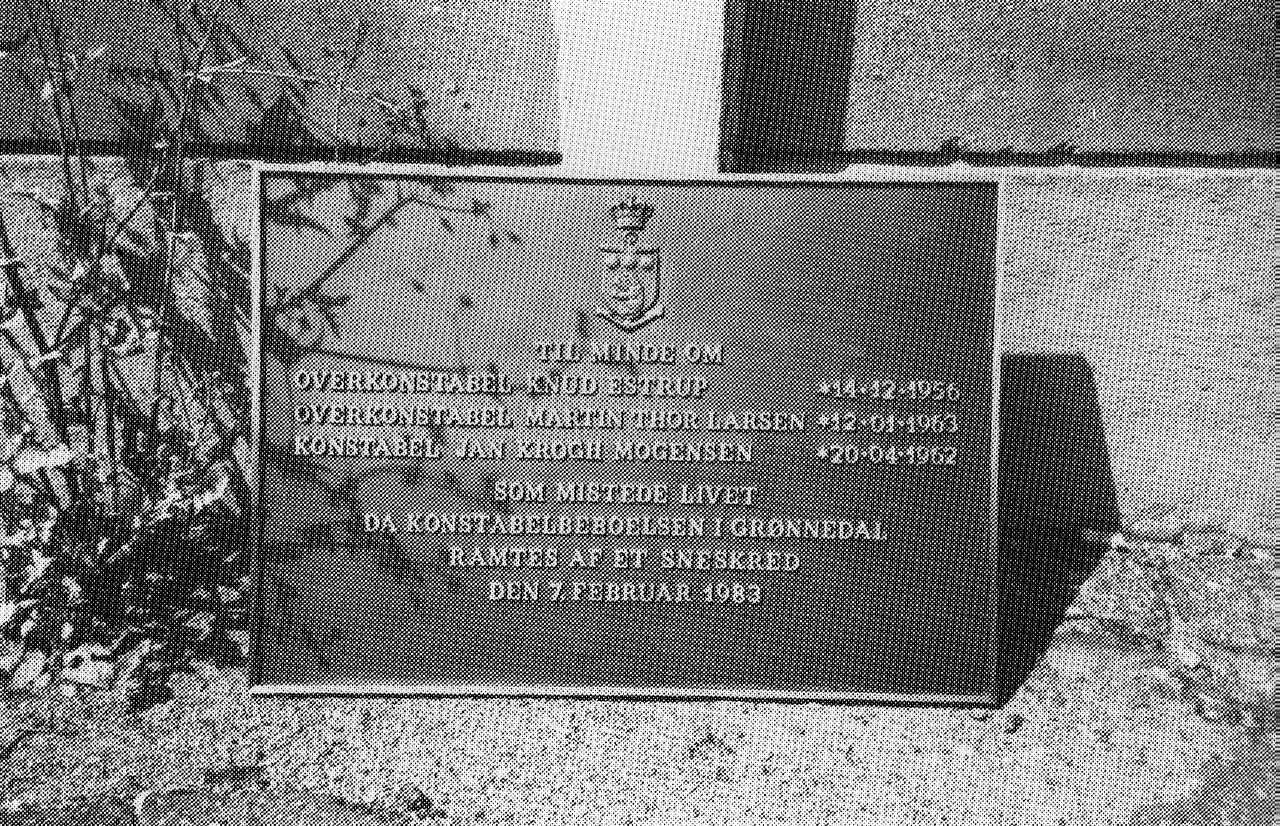 TIL MINDE OM
OVERKONSTABEL KNUD ESTRUP *14·12·1956
OVERKONSTABEL MARTIN THOR LARSEN *12·01·1963
KONSTABEL JAN KROGH MOGENSEN *20·04·1962
SOM MISTEDE LIVET
DA KONSTABELBEBOELSEN I GRØNNEDAL
RAMTES AF ET SNESKRED
DEN 7. FEBRUAR 1983